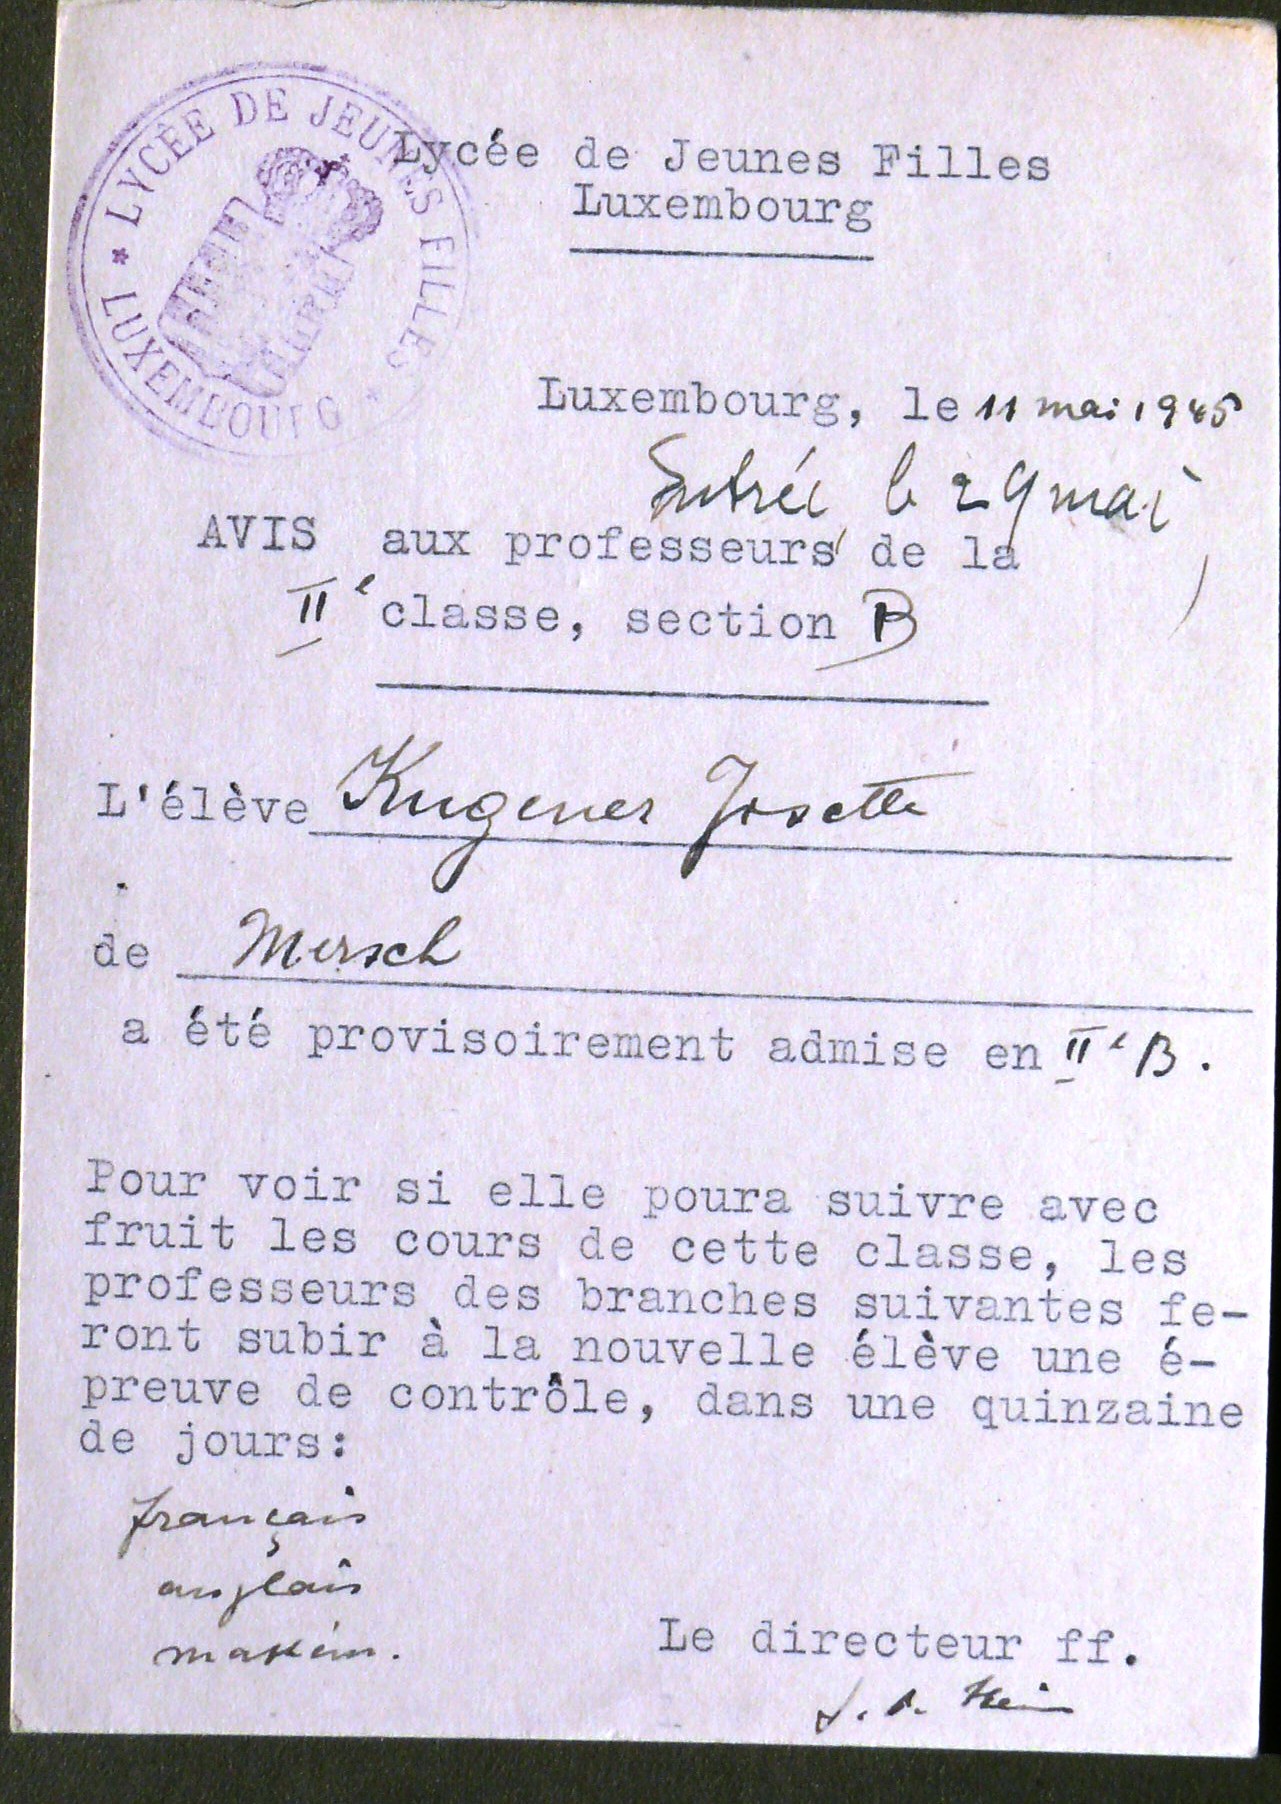 * LYCÉE DE JEUNES FILLES *
LUXEMBOURG
Lycée de Jeunes Filles
Luxembourg
Luxembourg, le 11 mai 1945
Entrée le 29 mai
AVIS aux professeurs de la
IIe classe, section B
L'élève Kugener Josette
de Mersch
a été provisoirement admise en IIe B.
Pour voir si elle poura suivre avec
fruit les cours de cette classe, les
professeurs des branches suivantes fe-
ront subir à la nouvelle élève une é-
preuve de contrôle, dans une quinzaine
de jours:
français
anglais
mathém.
Le directeur ff.